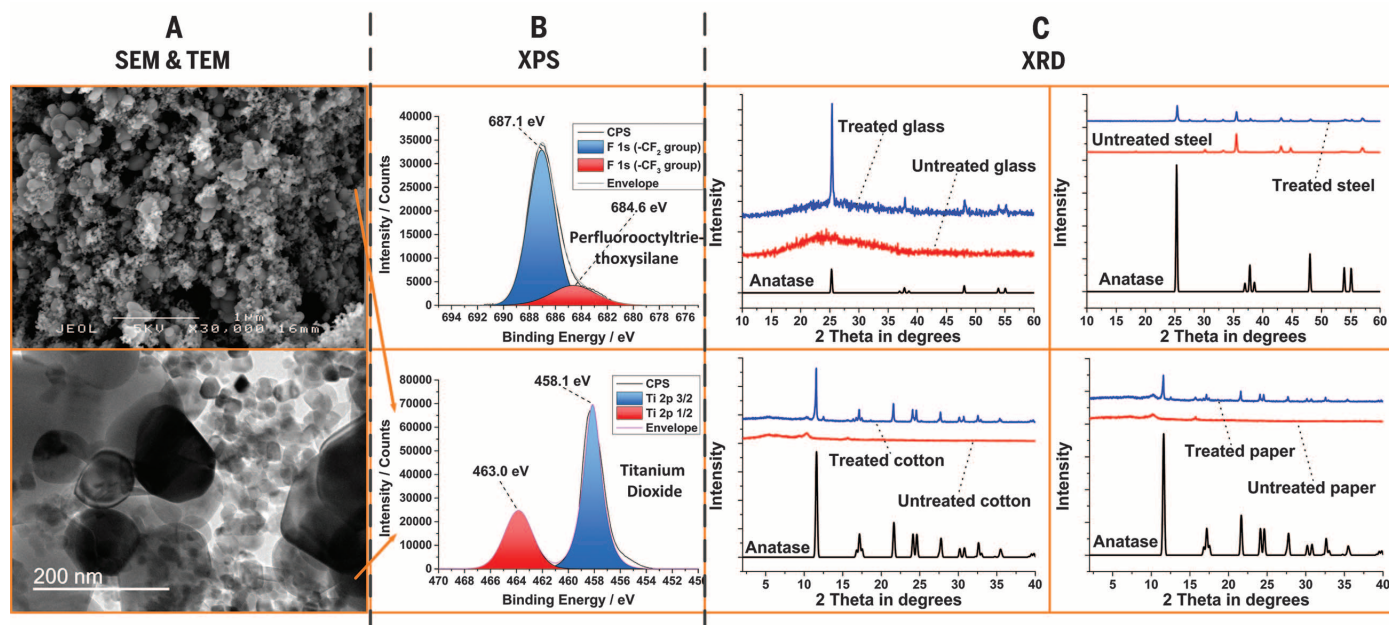 A
SEM & TEM
B
XPS
C
XRD
JEOL 5KV X30,000 16mm
1µm
200 nm
Intensity / Counts
40000
35000
30000
25000
20000
15000
10000
5000
0
687.1 eV
CPS
F 1s (-CF₂ group)
F 1s (-CF₃ group)
Envelope
684.6 eV
Perfluorooctyltrie-
thoxysilane
694 692 690 688 686 684 682 680 678 676 675
Binding Energy / eV
Intensity / Counts
80000
70000
60000
50000
40000
30000
20000
10000
0
458.1 eV
CPS
Ti 2p 3/2
Ti 2p 1/2
Envelope
463.0 eV
Titanium
Dioxide
470 468 466 464 462 460 458 456 454 452 450
Binding Energy / eV
Intensity
Treated glass
Untreated glass
Anatase
10 15 20 25 30 35 40 45 50 55 60
2 Theta in degrees
Intensity
Untreated steel
Treated steel
Anatase
10 15 20 25 30 35 40 45 50 55 60
2 Theta in degrees
Intensity
Treated cotton
Untreated cotton
Anatase
5 10 15 20 25 30 35 40
2 Theta in degrees
Intensity
Treated paper
Untreated paper
Anatase
5 10 15 20 25 30 35 40
2 Theta in degrees